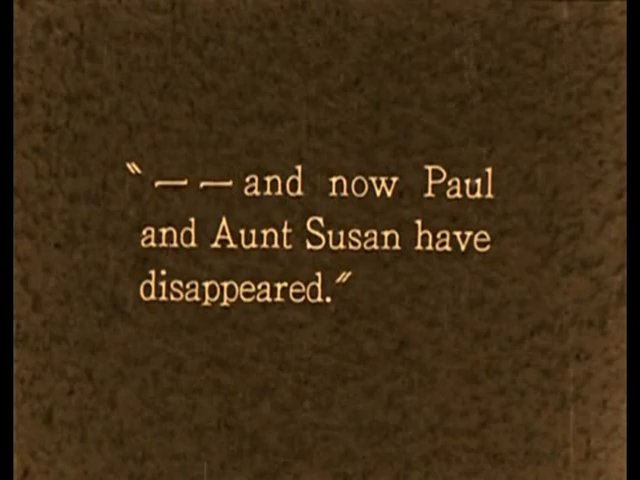 "— — and now Paul
and Aunt Susan have
disappeared."